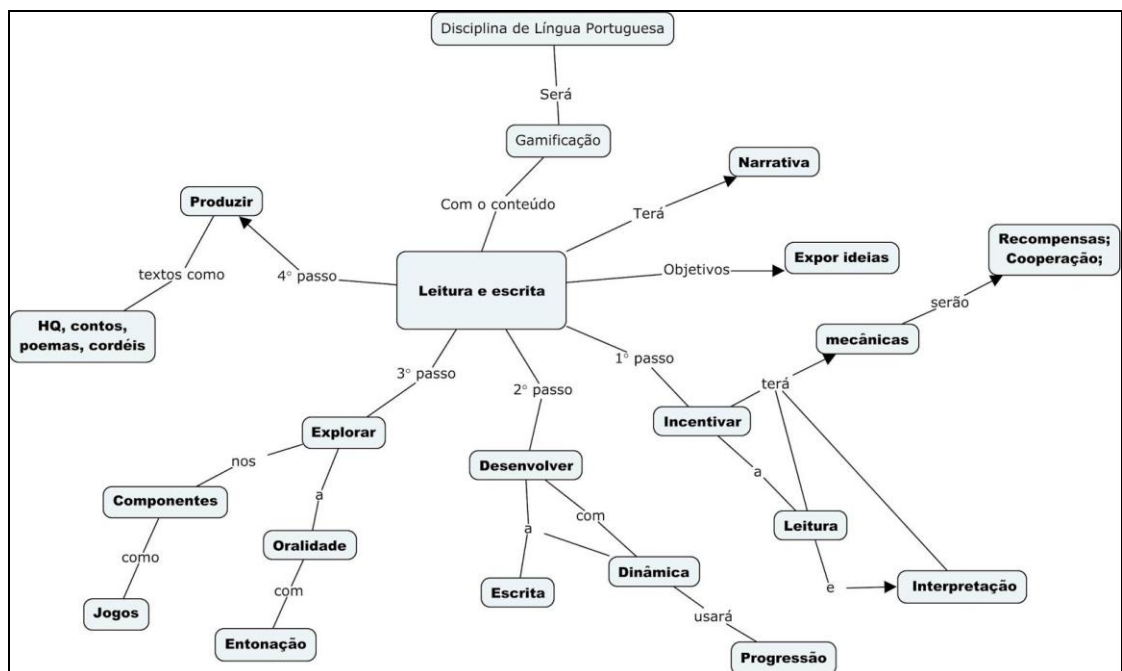 Disciplina de Língua Portuguesa
Será
Gamificação
Com o conteúdo
Narrativa
Terá
Produzir
textos como
4° passo
HQ, contos,
poemas, cordéis
Leitura e escrita
Objetivos
Expor ideias
Recompensas;
Cooperação;
serão
mecânicas
terá
1° passo
Incentivar
a
Leitura
e
Interpretação
2° passo
Desenvolver
a
com
Escrita
Dinâmica
usará
Progressão
3° passo
Explorar
nos
Componentes
como
Jogos
a
Oralidade
com
Entonação